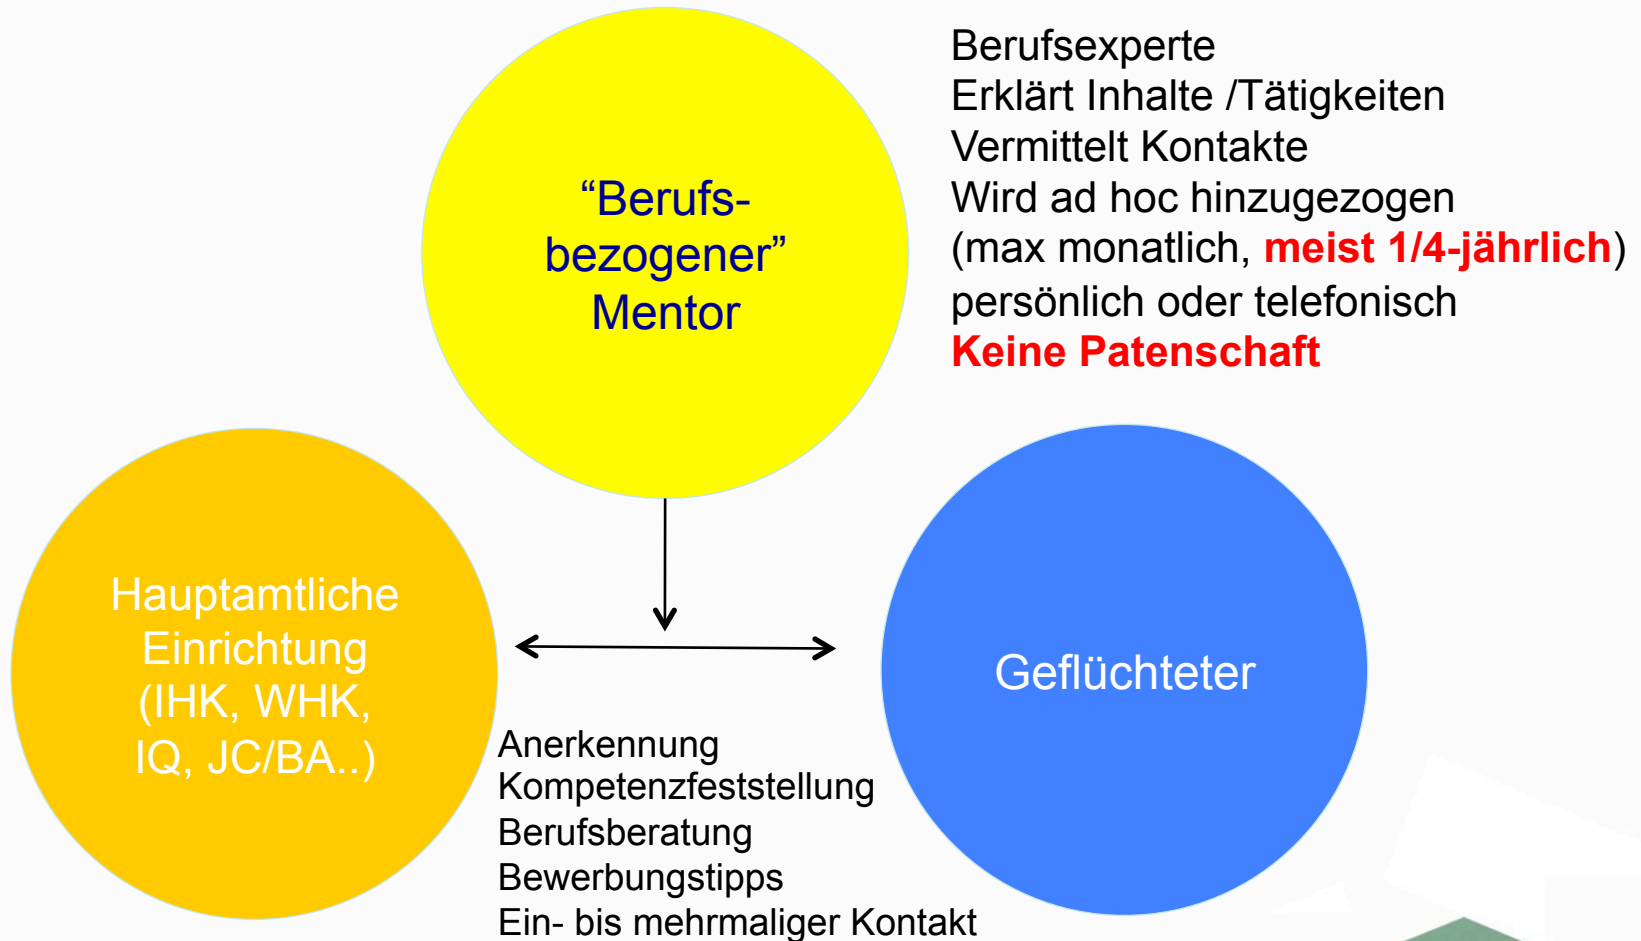 “Berufs-
bezogener”
Mentor
Berufsexperte
Erklärt Inhalte /Tätigkeiten
Vermittelt Kontakte
Wird ad hoc hinzugezogen
(max monatlich, meist 1/4-jährlich)
persönlich oder telefonisch
Keine Patenschaft
Hauptamtliche
Einrichtung
(IHK, WHK,
IQ, JC/BA..)
Geflüchteter
Anerkennung
Kompetenzfeststellung
Berufsberatung
Bewerbungstipps
Ein- bis mehrmaliger Kontakt